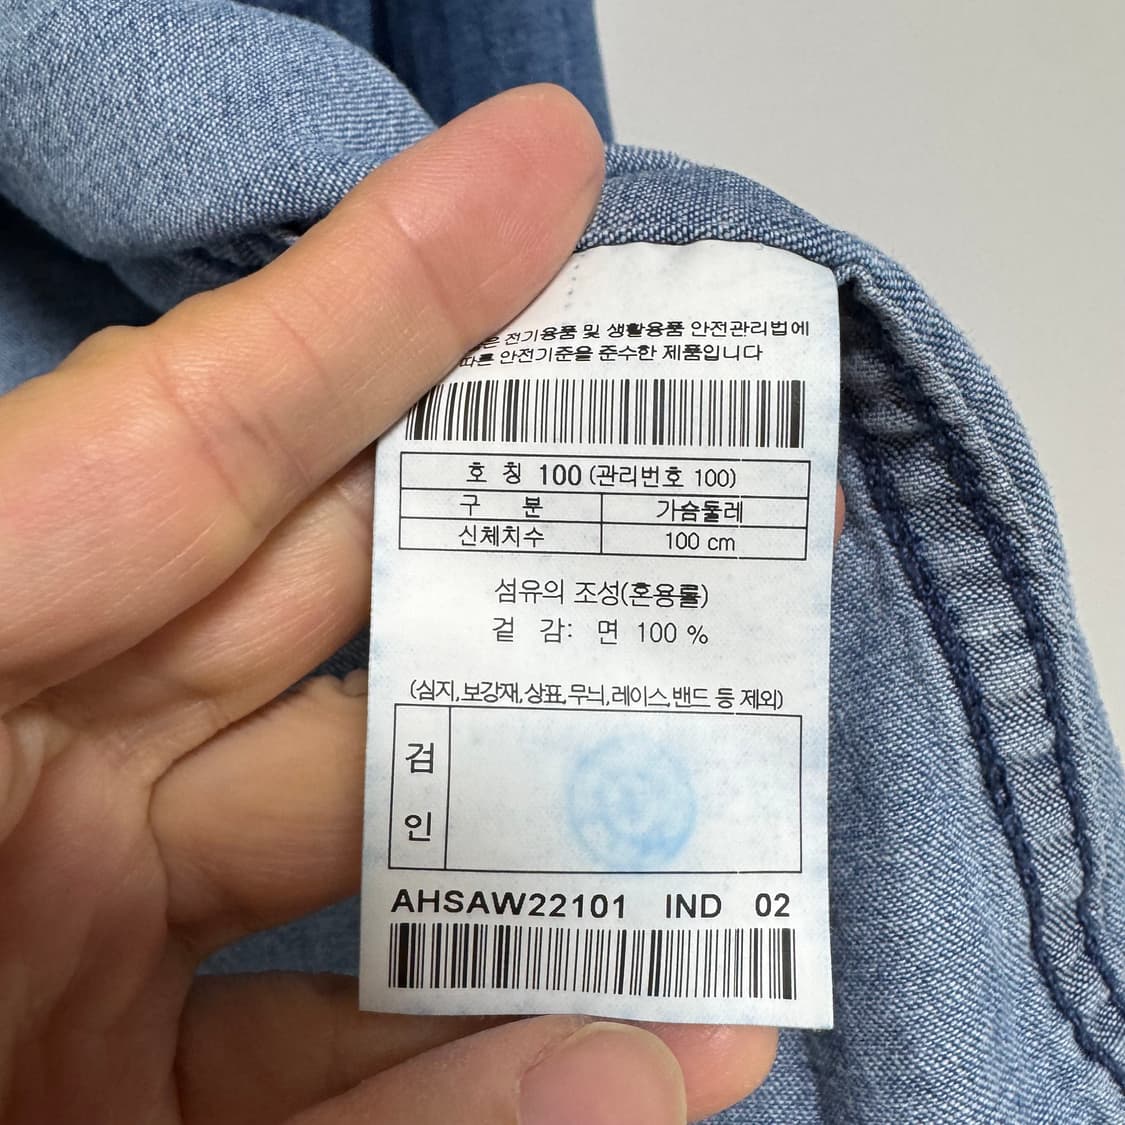 전기용품 및 생활용품 안전관리법에
따른 안전기준을 준수한 제품입니다
호 칭 100 (관리번호 100)
구 분 가슴둘레
신체치수 100 cm
섬유의 조성(혼용률)
겉 감: 면 100 %
(심지,보강재,상표,무늬,레이스,밴드 등 제외)
검
인
AHSAW22101 IND 02